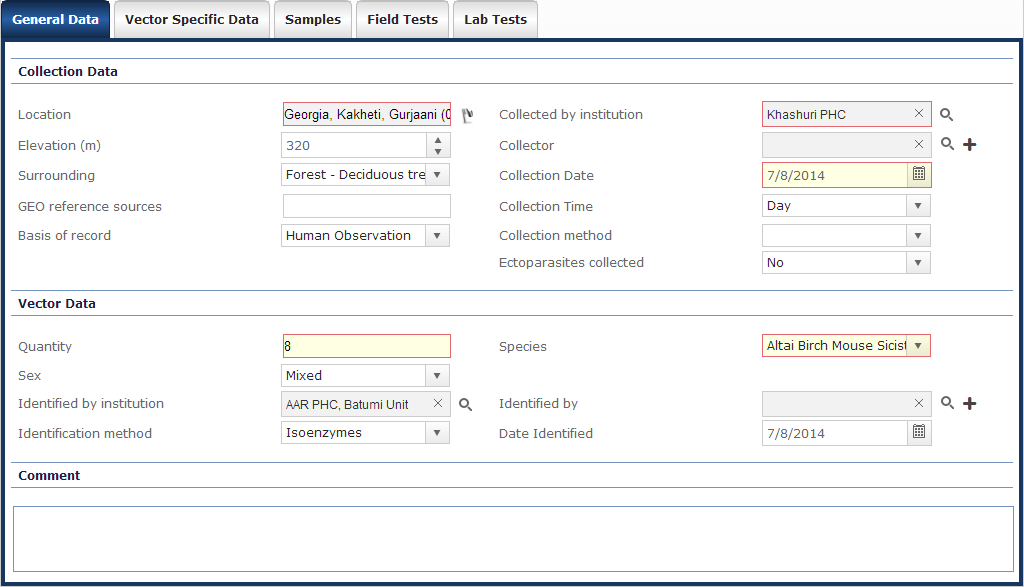 General Data Vector Specific Data Samples Field Tests Lab Tests
Collection Data
Location Georgia, Kakheti, Gurjaani (0 Collected by institution Khashuri PHC
Elevation (m) 320 Collector
Surrounding Forest - Deciduous tre Collection Date 7/8/2014
GEO reference sources Collection Time Day
Basis of record Human Observation Collection method
Ectoparasites collected No
Vector Data
Quantity 8 Species Altai Birch Mouse Sicist
Sex Mixed
Identified by institution AAR PHC, Batumi Unit Identified by
Identification method Isoenzymes Date Identified 7/8/2014
Comment